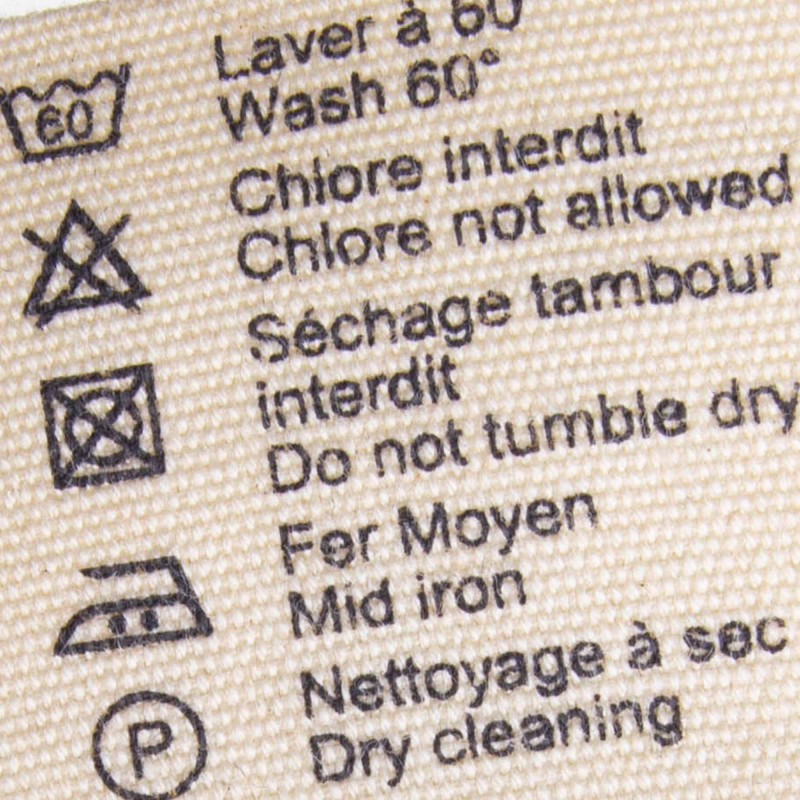 Laver à 60
60 Wash 60°
Chlore interdit
Chlore not allowed
Séchage tambour
interdit
Do not tumble dry
Fer Moyen
Mid iron
Nettoyage à sec
P Dry cleaning